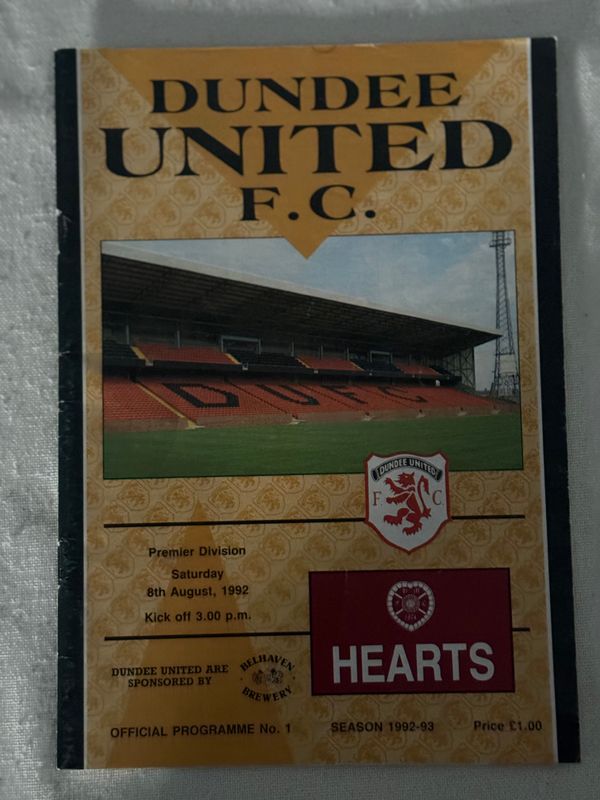 DUNDEE
UNITED
F.C.
DUFC
DUNDEE UNITED
F. C.
Premier Division
Saturday
8th August, 1992
Kick off 3.00 p.m.
HEARTS
DUNDEE UNITED ARE
SPONSORED BY
BELHAVEN
BREWERY
OFFICIAL PROGRAMME No. 1
SEASON 1992-93
Price £1.00